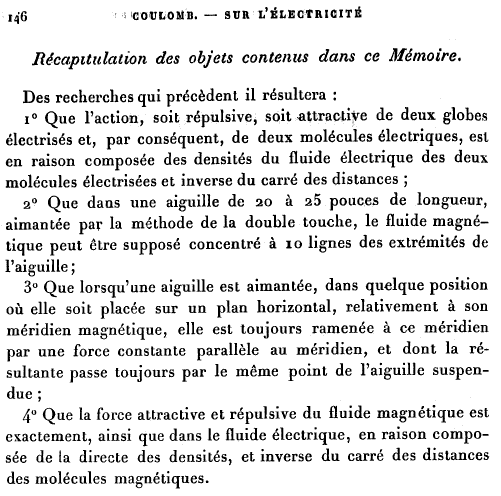 146 COULOMB. — SUR L'ÉLECTRICITÉ
Récapitulation des objets contenus dans ce Mémoire.
Des recherches qui précèdent il résultera :
1° Que l'action, soit répulsive, soit attractive de deux globes
électrisés et, par conséquent, de deux molécules électriques, est
en raison composée des densités du fluide électrique des deux
molécules électrisées et inverse du carré des distances ;
2° Que dans une aiguille de 20 à 25 pouces de longueur,
aimantée par la méthode de la double touche, le fluide magné-
tique peut être supposé concentré à 10 lignes des extrémités de
l'aiguille ;
3° Que lorsqu'une aiguille est aimantée, dans quelque position
où elle soit placée sur un plan horizontal, relativement à son
méridien magnétique, elle est toujours ramenée à ce méridien
par une force constante parallèle au méridien, et dont la ré-
sultante passe toujours par le même point de l'aiguille suspen-
due ;
4° Que la force attractive et répulsive du fluide magnétique est
exactement, ainsi que dans le fluide électrique, en raison compo-
sée de la directe des densités, et inverse du carré des distances
des molécules magnétiques.